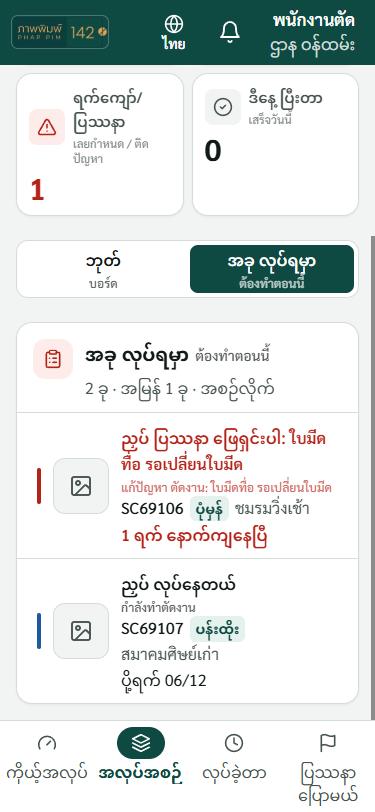 ภาพพิมพ์
PHAP PIM
142
ไทย
พนักงานตัด
ဌာန ဝန်ထမ်း
ရက်ကျော်/
ပြဿနာ
เลยกำหนด / ติด
ปัญหา
1
ဒီနေ့ ပြီးတာ
เสร็จวันนี้
0
ဘုတ်
บอร์ด
အခု လုပ်ရမှာ
ต้องทำตอนนี้
အခု လုပ်ရမှာ ต้องทำตอนนี้
2 ခု · အမြန် 1 ခု · အစဉ်လိုက်
ညှပ် ပြဿနာ ဖြေရှင်းပါ: ใบมีด
ทื่อ รอเปลี่ยนใบมีด
แก้ปัญหา ตัดงาน: ใบมีดทื่อ รอเปลี่ยนใบมีด
SC69106 ပုံမှန် ชมรมวิ่งเช้า
1 ရက် နောက်ကျနေပြီ
ညှပ် လုပ်နေတယ်
กำลังทำตัดงาน
SC69107 ပန်းထိုး
สมาคมศิษย์เก่า
ပို့ရက် 06/12
ကိုယ့်အလုပ်
အလုပ်အစဉ်
လုပ်ခဲ့တာ
ပြဿနာ
ပြောမယ်